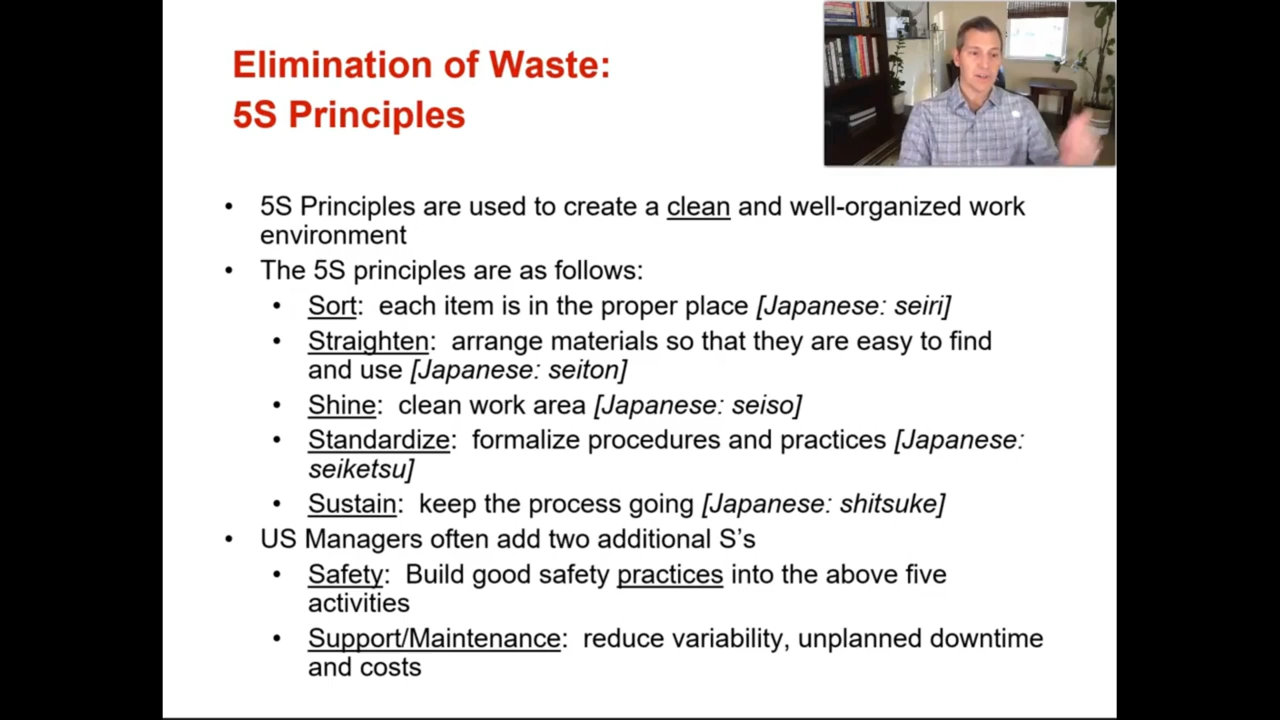 Elimination of Waste:
5S Principles
• 5S Principles are used to create a clean and well-organized work
environment
• The 5S principles are as follows:
• Sort: each item is in the proper place [Japanese: seiri]
• Straighten: arrange materials so that they are easy to find
and use [Japanese: seiton]
• Shine: clean work area [Japanese: seiso]
• Standardize: formalize procedures and practices [Japanese:
seiketsu]
• Sustain: keep the process going [Japanese: shitsuke]
• US Managers often add two additional S’s
• Safety: Build good safety practices into the above five
activities
• Support/Maintenance: reduce variability, unplanned downtime
and costs